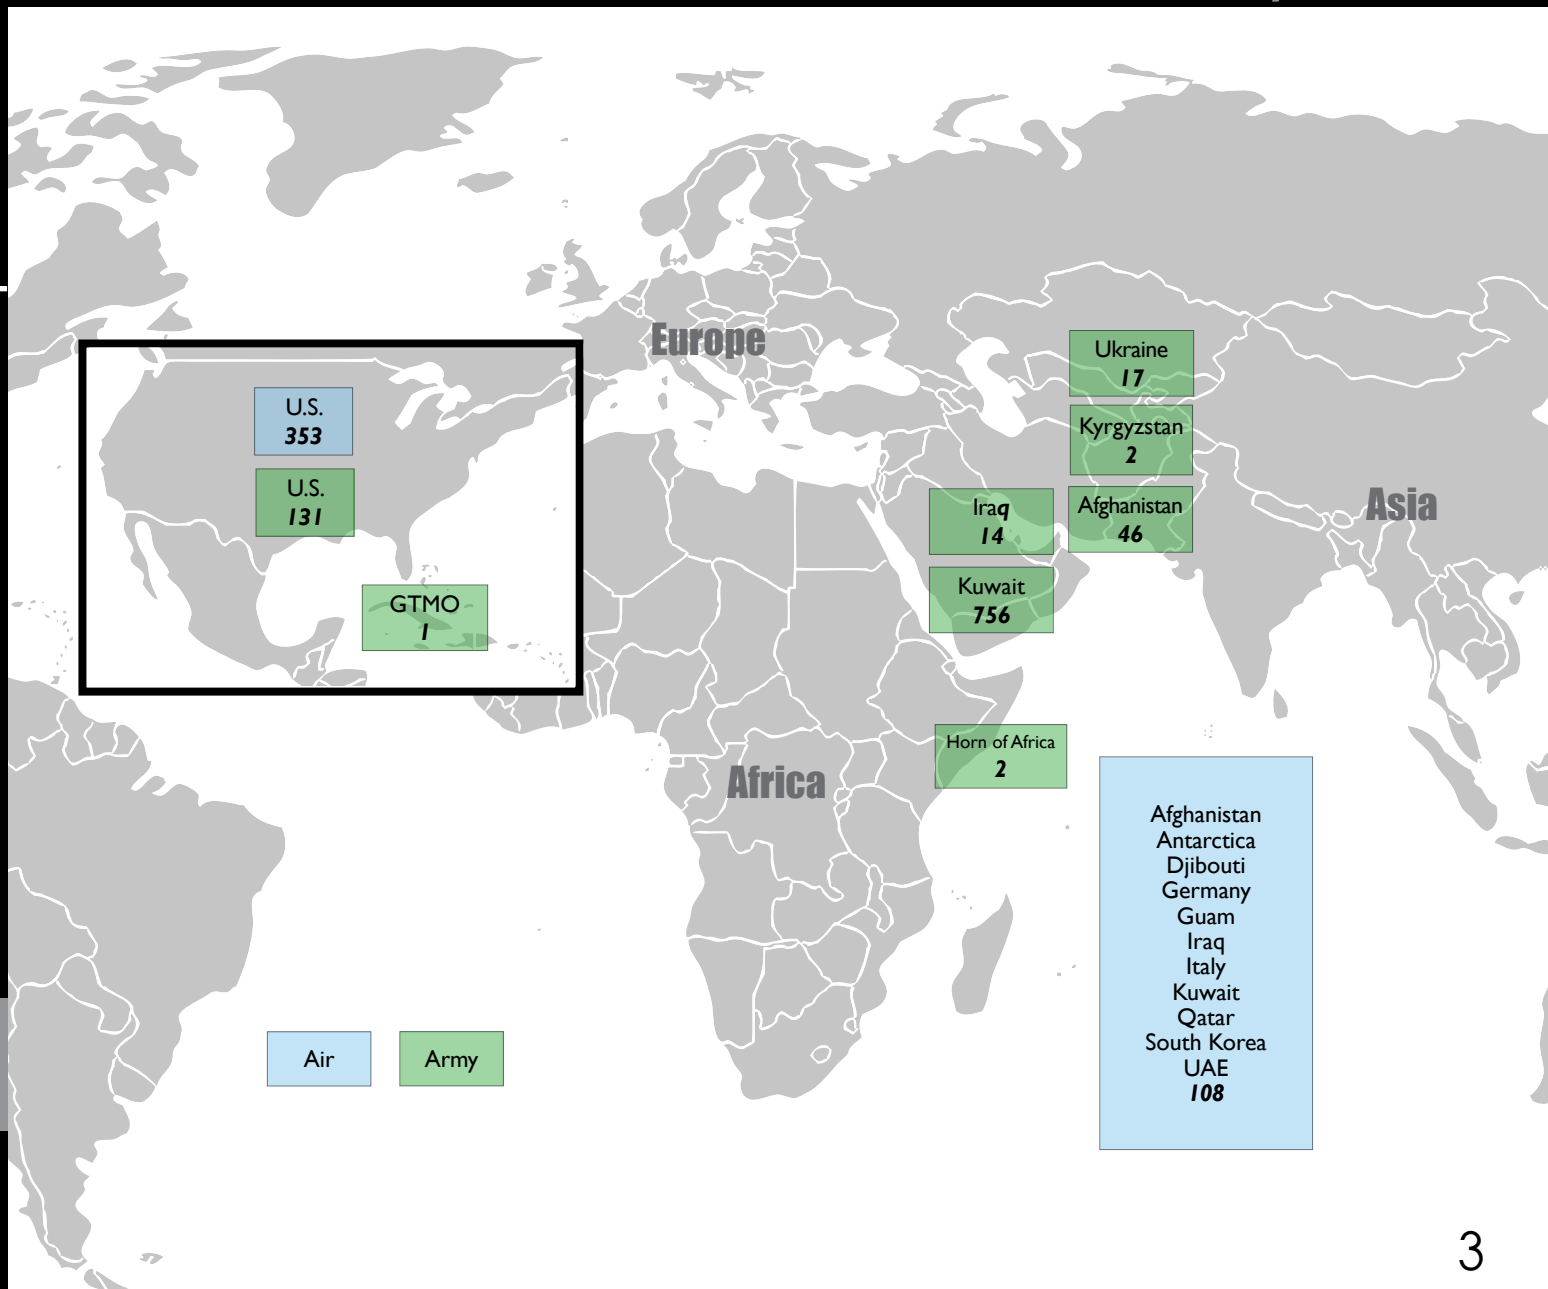 Europe
Ukraine
17
U.S.
353
Kyrgyzstan
2
U.S.
131
Iraq
14
Afghanistan
46
Asia
GTMO
1
Kuwait
756
Horn of Africa
2
Africa
Afghanistan
Antarctica
Djibouti
Germany
Guam
Iraq
Italy
Kuwait
Qatar
South Korea
UAE
108
Air
Army
3